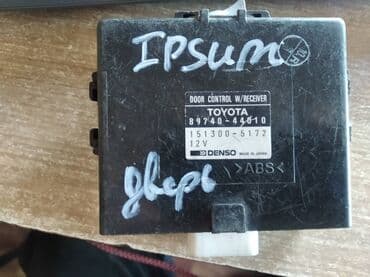 IPSUM
DOOR CONTROL W/RECEIVER
TOYOTA
89740-44010
151300-5172
12V
DENSO MADE IN JAPAN
>ABS<
двери